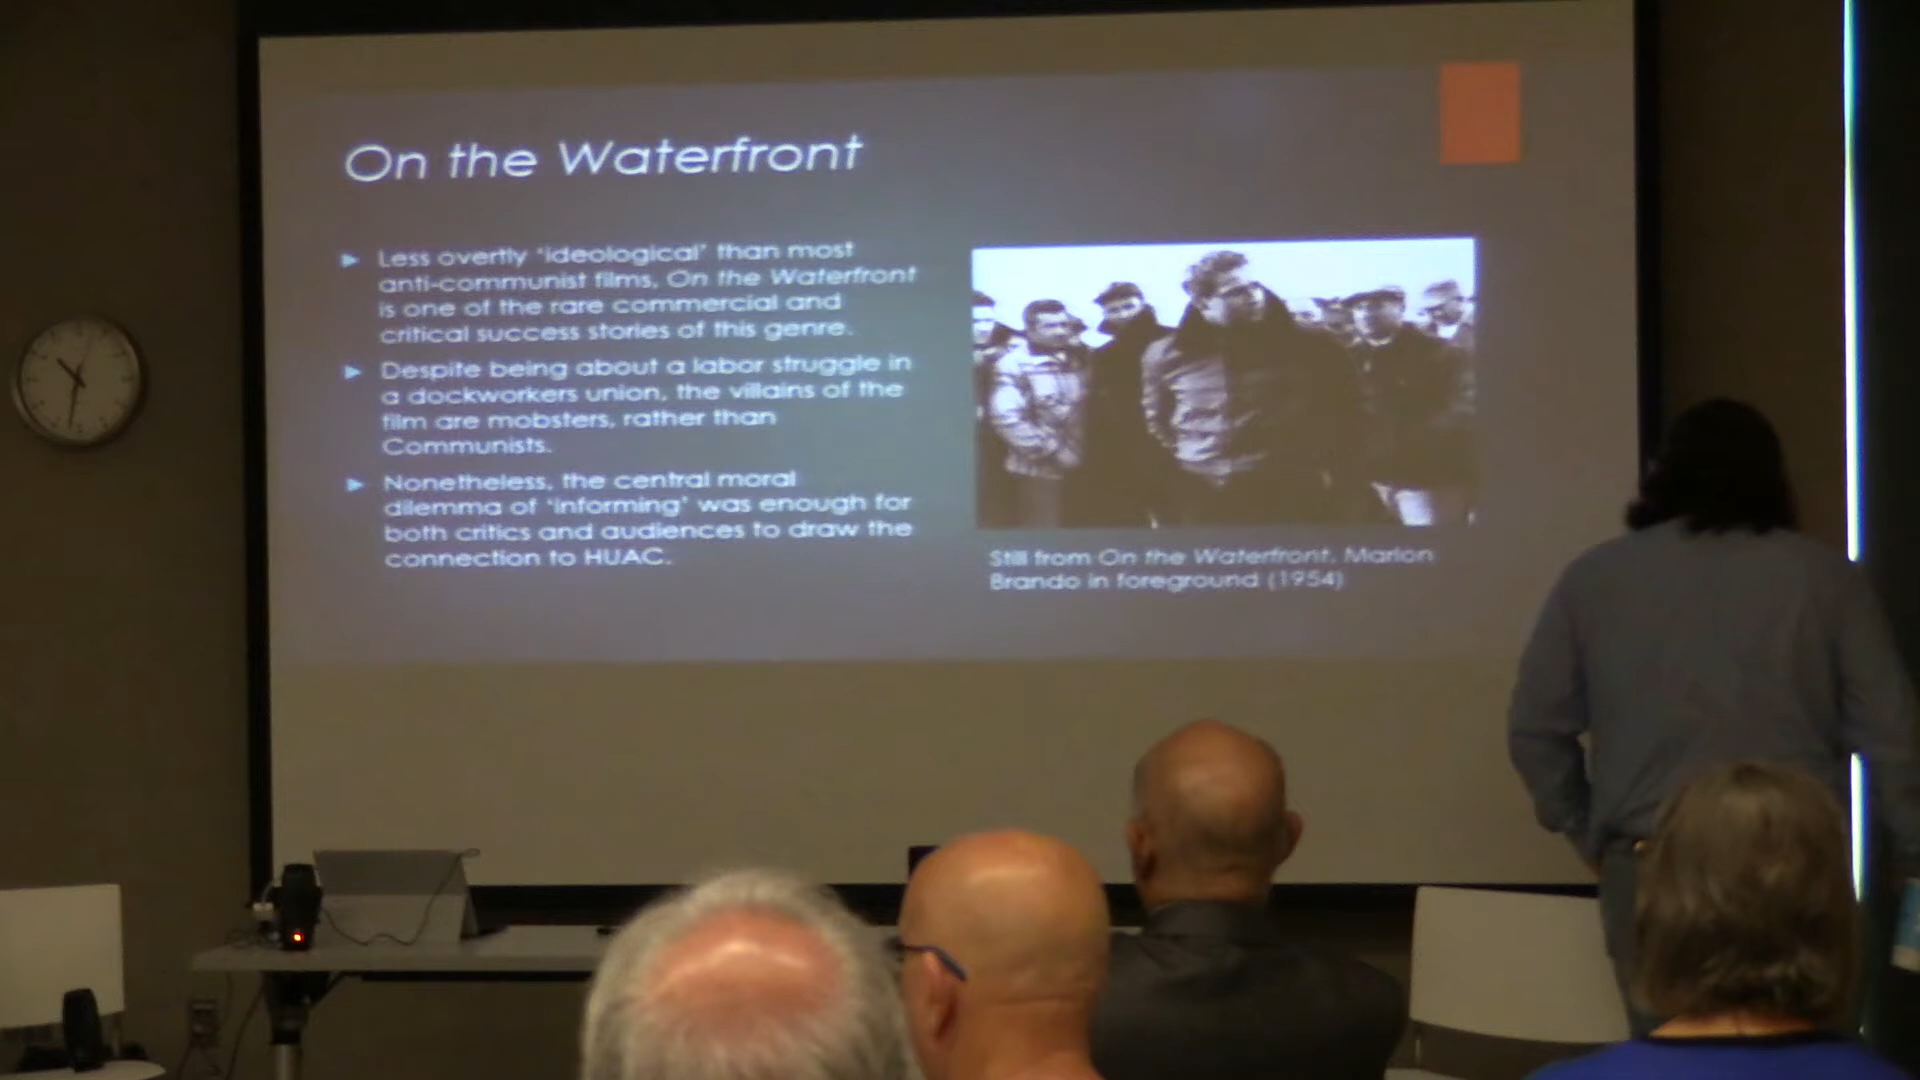 On the Waterfront
Less overtly 'ideological' than most
anti-communist films, On the Waterfront
is one of the rare commercial and
critical success stories of this genre.
Despite being about a labor struggle in
a dockworkers union, the villains of the
film are mobsters, rather than
Communists.
Nonetheless, the central moral
dilemma of 'informing' was enough for
both critics and audiences to draw the
connection to HUAC.
Still from On the Waterfront, Marlon
Brando in foreground (1954)